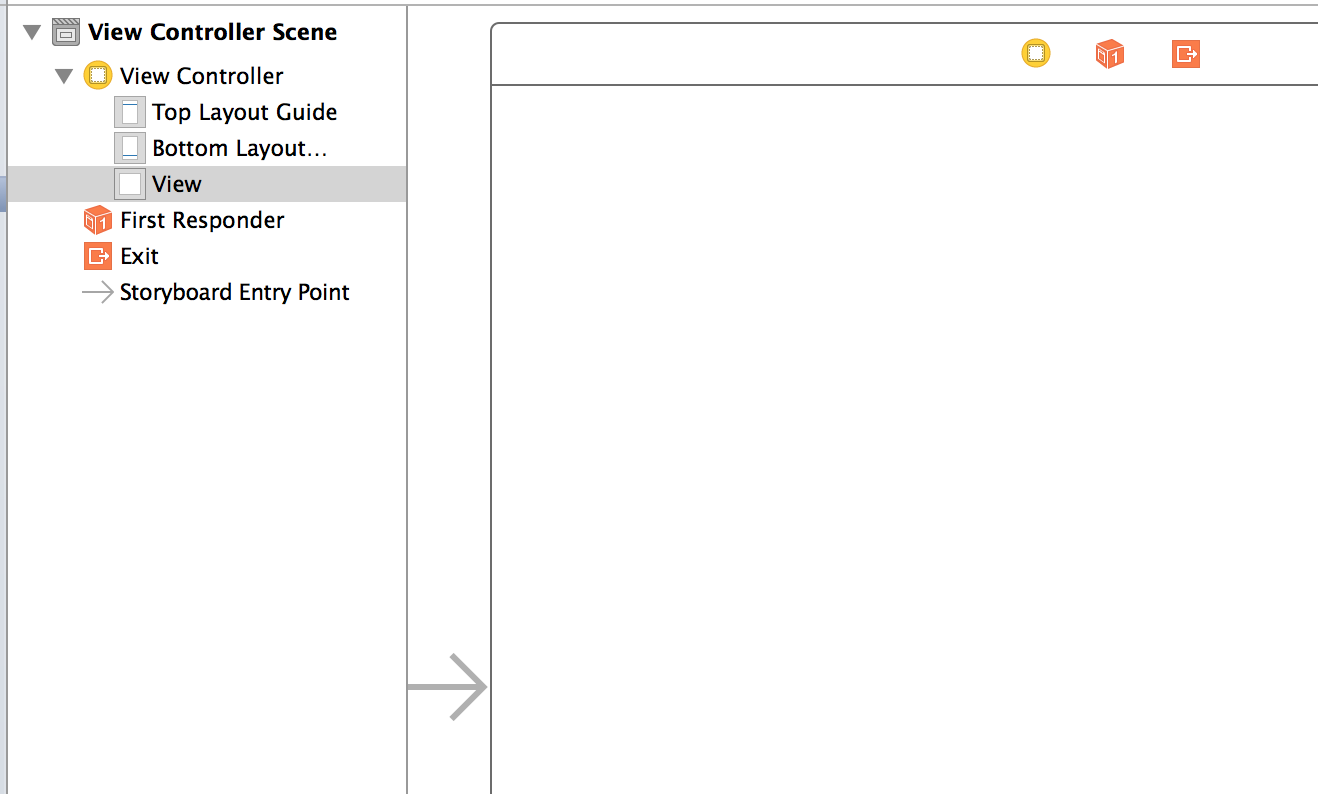 View Controller Scene
View Controller
Top Layout Guide
Bottom Layout…
View
First Responder
Exit
Storyboard Entry Point